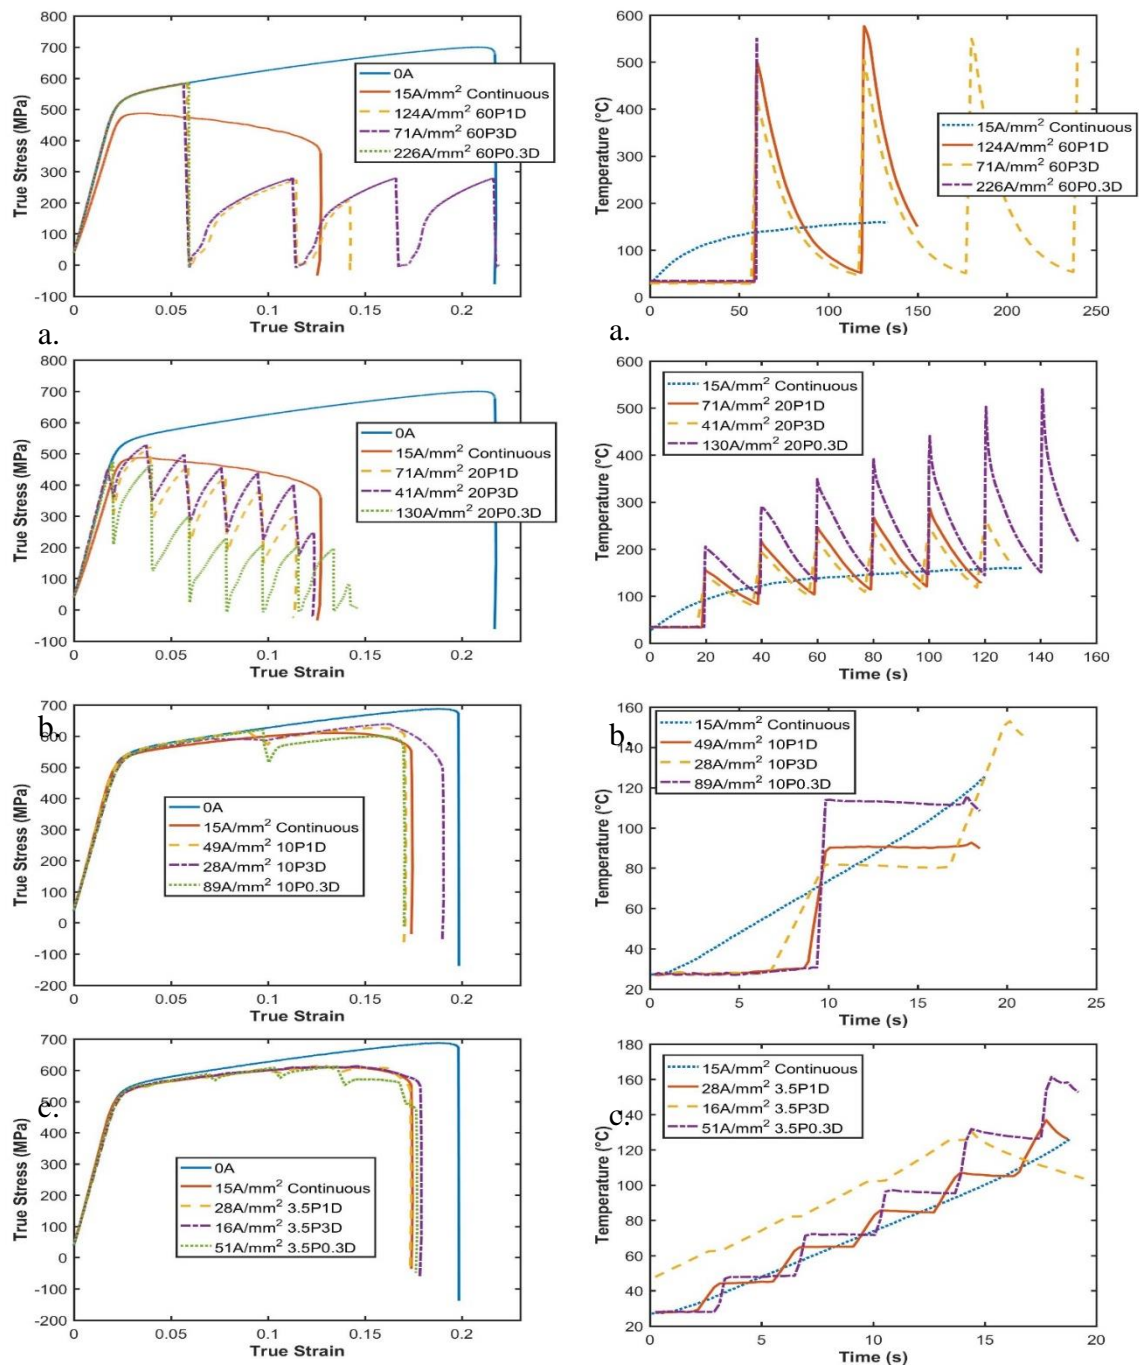 True Stress (MPa)
800
700
600
500
400
300
200
100
0
-100
0
0.05
0.1
0.15
0.2
True Strain
0A
15A/mm² Continuous
124A/mm² 60P1D
71A/mm² 60P3D
226A/mm² 60P0.3D
a.
Temperature (°C)
600
500
400
300
200
100
0
0
50
100
150
200
250
Time (s)
15A/mm² Continuous
124A/mm² 60P1D
71A/mm² 60P3D
226A/mm² 60P0.3D
a.
True Stress (MPa)
800
700
600
500
400
300
200
100
0
-100
0
0.05
0.1
0.15
0.2
True Strain
0A
15A/mm² Continuous
71A/mm² 20P1D
41A/mm² 20P3D
130A/mm² 20P0.3D
b.
Temperature (°C)
600
500
400
300
200
100
0
0
20
40
60
80
100
120
140
160
Time (s)
15A/mm² Continuous
71A/mm² 20P1D
41A/mm² 20P3D
130A/mm² 20P0.3D
b.
True Stress (MPa)
700
600
500
400
300
200
100
0
-100
-200
0
0.05
0.1
0.15
0.2
True Strain
0A
15A/mm² Continuous
49A/mm² 10P1D
28A/mm² 10P3D
89A/mm² 10P0.3D
c.
Temperature (°C)
160
140
120
100
80
60
40
20
0
5
10
15
20
25
Time (s)
15A/mm² Continuous
49A/mm² 10P1D
28A/mm² 10P3D
89A/mm² 10P0.3D
c.
True Stress (MPa)
700
600
500
400
300
200
100
0
-100
-200
0
0.05
0.1
0.15
0.2
True Strain
0A
15A/mm² Continuous
28A/mm² 3.5P1D
16A/mm² 3.5P3D
51A/mm² 3.5P0.3D
Temperature (°C)
180
160
140
120
100
80
60
40
20
0
5
10
15
20
Time (s)
15A/mm² Continuous
28A/mm² 3.5P1D
16A/mm² 3.5P3D
51A/mm² 3.5P0.3D